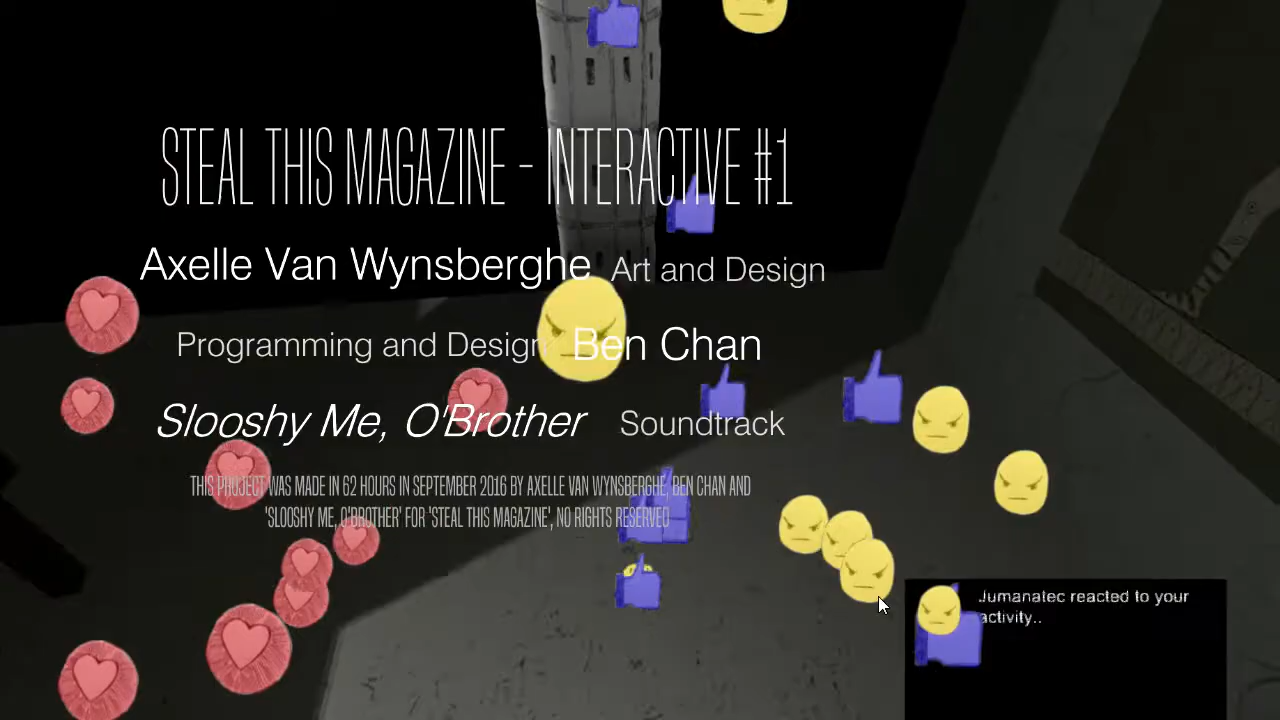 STEAL THIS MAGAZINE - INTERACTIVE #1
Axelle Van Wynsberghe Art and Design
Programming and Design Ben Chan
Slooshy Me, O'Brother Soundtrack
THIS PROJECT WAS MADE IN 62 HOURS IN SEPTEMBER 2016 BY AXELLE VAN WYNSBERGHE, BEN CHAN AND
'SLOOSHY ME, O'BROTHER' FOR 'STEAL THIS MAGAZINE', NO RIGHTS RESERVED
Jumanatec reacted to your
activity..